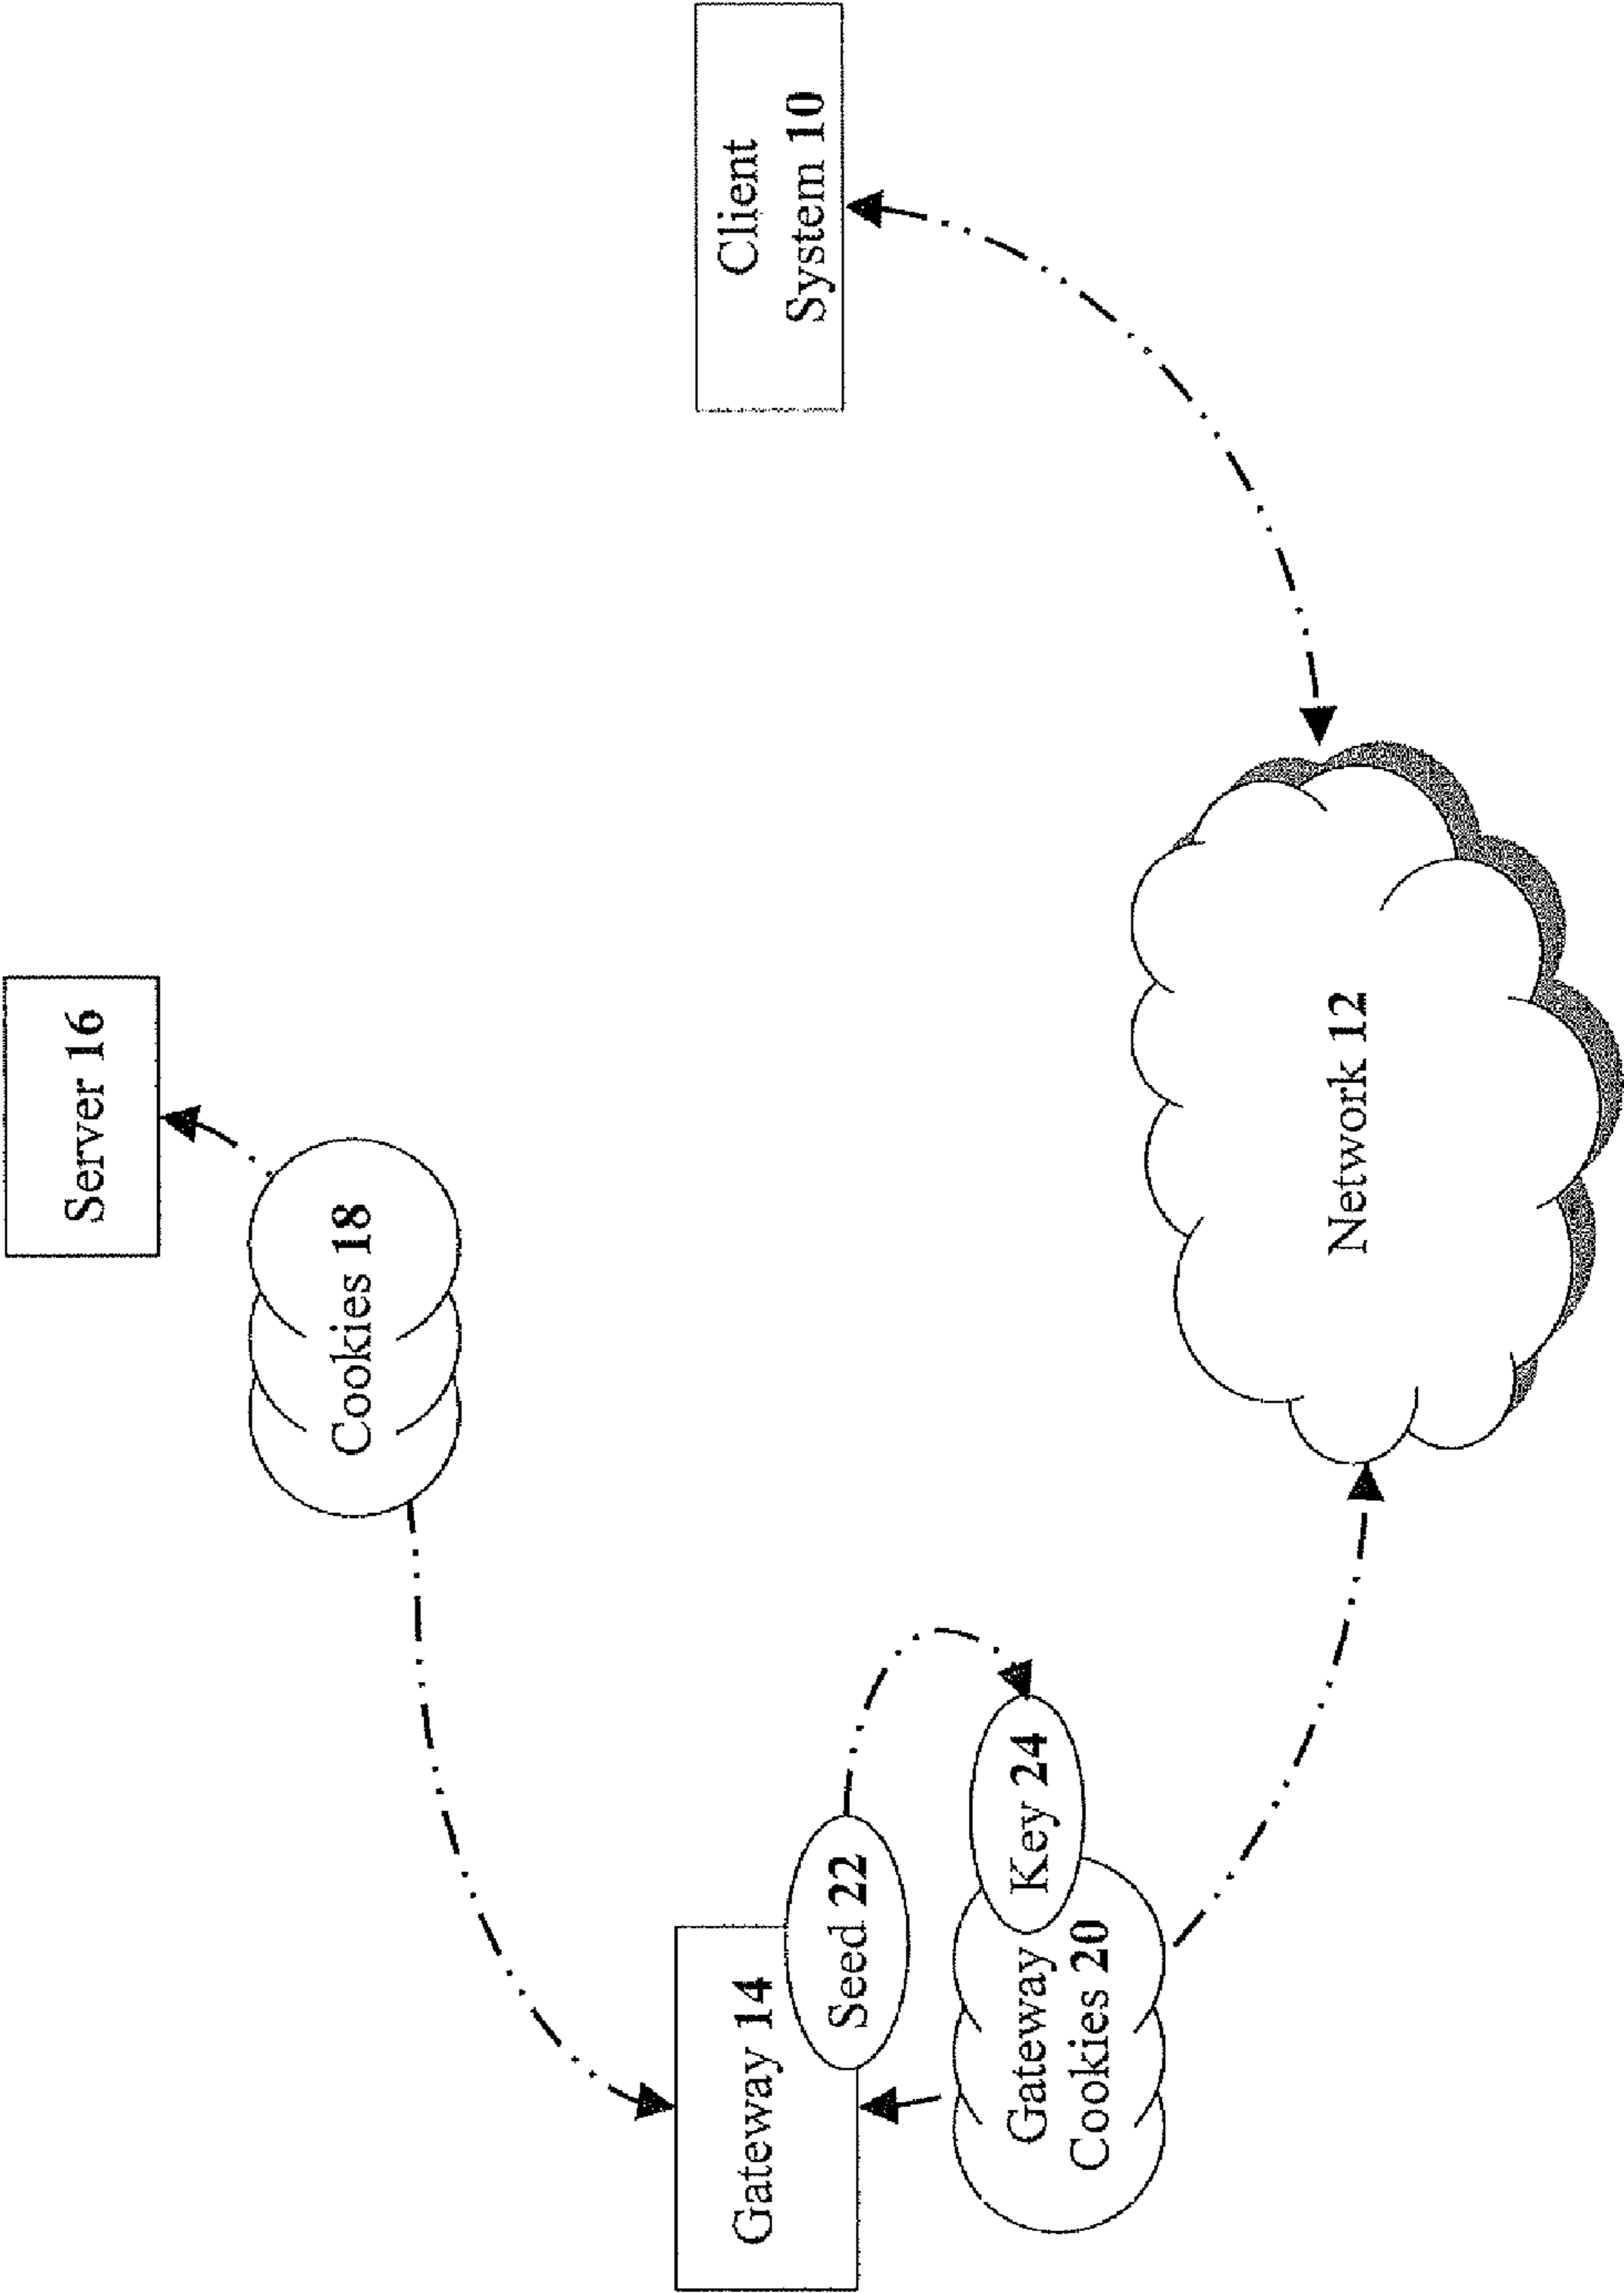 Server 16
Cookies 18
Gateway 14
Seed 22
Key 24
Gateway
Cookies 20
Client
System 10
Network 12